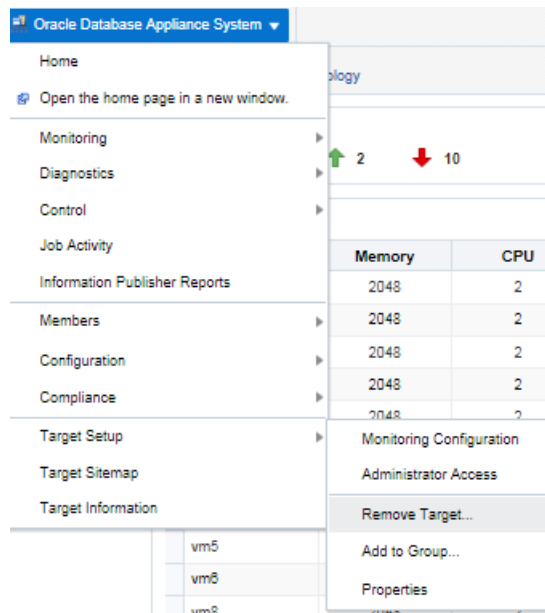 Oracle Database Appliance System
Home
ology
Open the home page in a new window.
Monitoring
2 10
Diagnostics
Control
Job Activity
Memory CPU
Information Publisher Reports
2048 2
Members
2048 2
2048 2
Configuration
2048 2
Compliance
2048 2
Target Setup
Monitoring Configuration
Target Sitemap
Administrator Access
Target Information
Remove Target...
vm5
Add to Group...
vm6
Properties